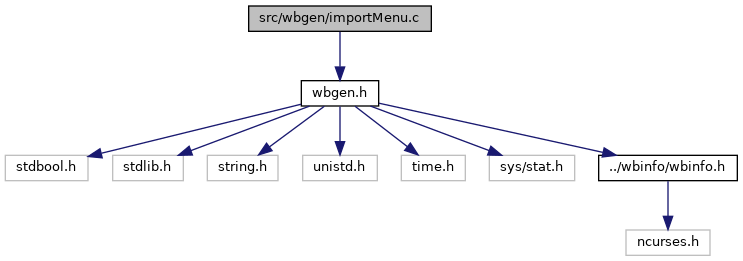 src/wbgen/importMenu.c
wbgen.h
stdbool.h
stdlib.h
string.h
unistd.h
time.h
sys/stat.h
../wbinfo/wbinfo.h
ncurses.h